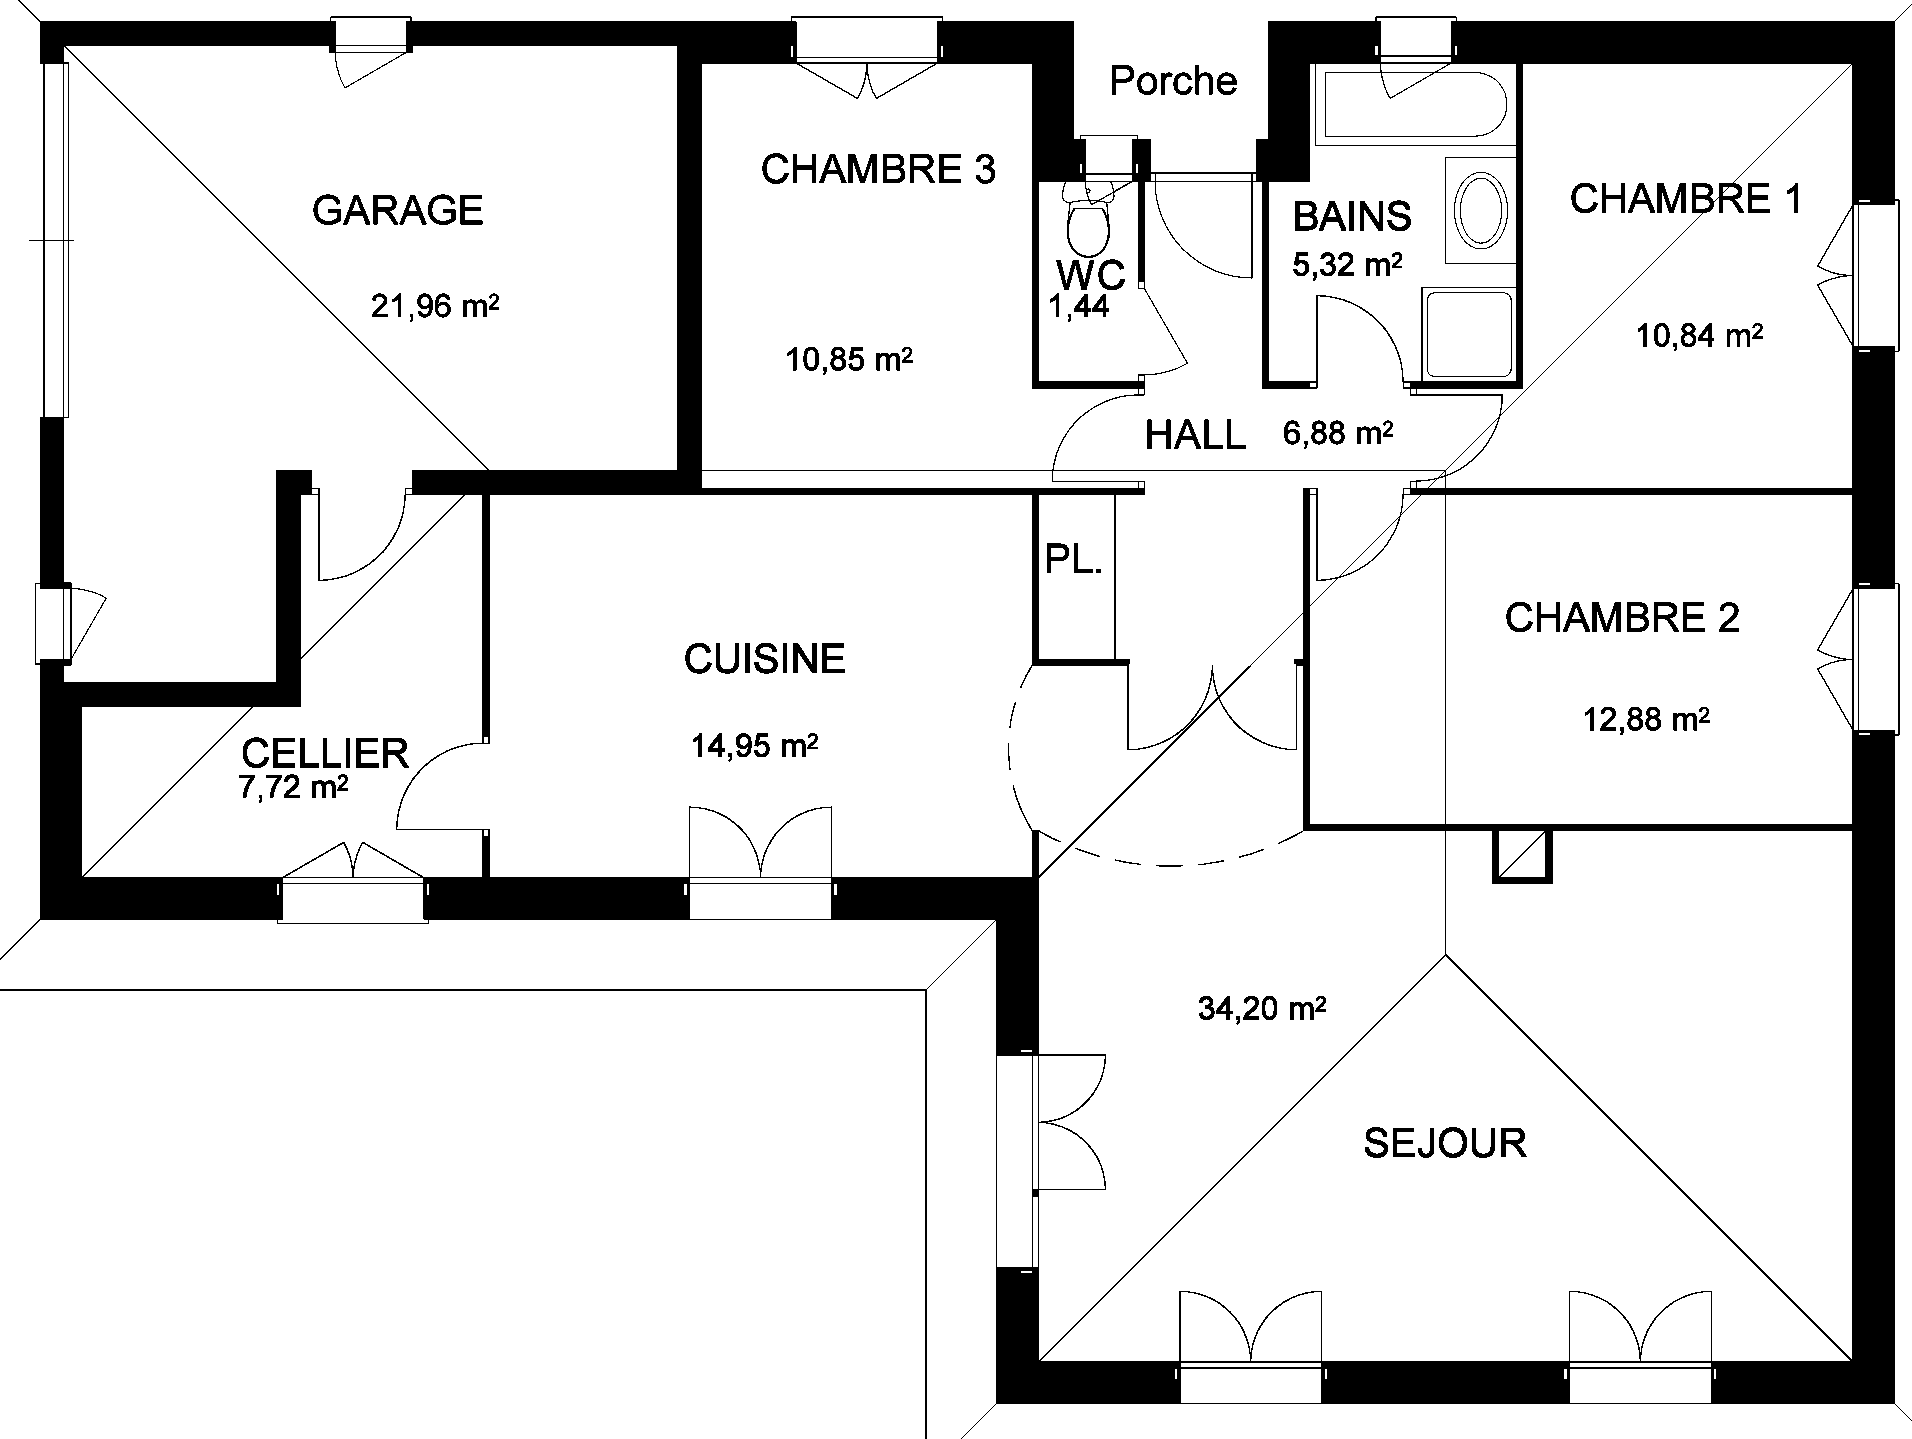 Porche
CHAMBRE 3
GARAGE
21,96 m²
10,85 m²
WC
1,44
BAINS
5,32 m²
CHAMBRE 1
10,84 m²
HALL 6,88 m²
PL.
CUISINE
14,95 m²
CHAMBRE 2
12,88 m²
CELLIER
7,72 m²
34,20 m²
SEJOUR